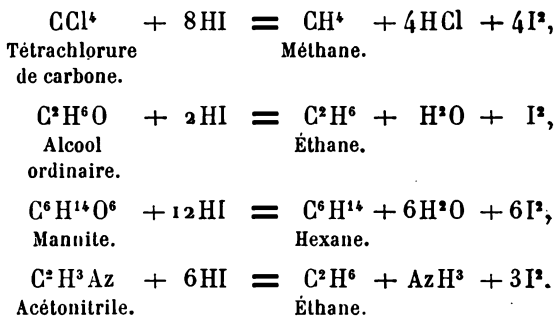 CCl⁴ + 8HI = CH⁴ + 4HCl + 4I²,
Tétrachlorure Méthane.
de carbone.
C²H⁶O + 2HI = C²H⁶ + H²O + I²,
Alcool Éthane.
ordinaire.
C⁶H¹⁴O⁶ + 12HI = C⁶H¹⁴ + 6H²O + 6I²,
Mannite. Hexane.
C²H³Az + 6HI = C²H⁶ + AzH³ + 3I².
Acétonitrile. Éthane.